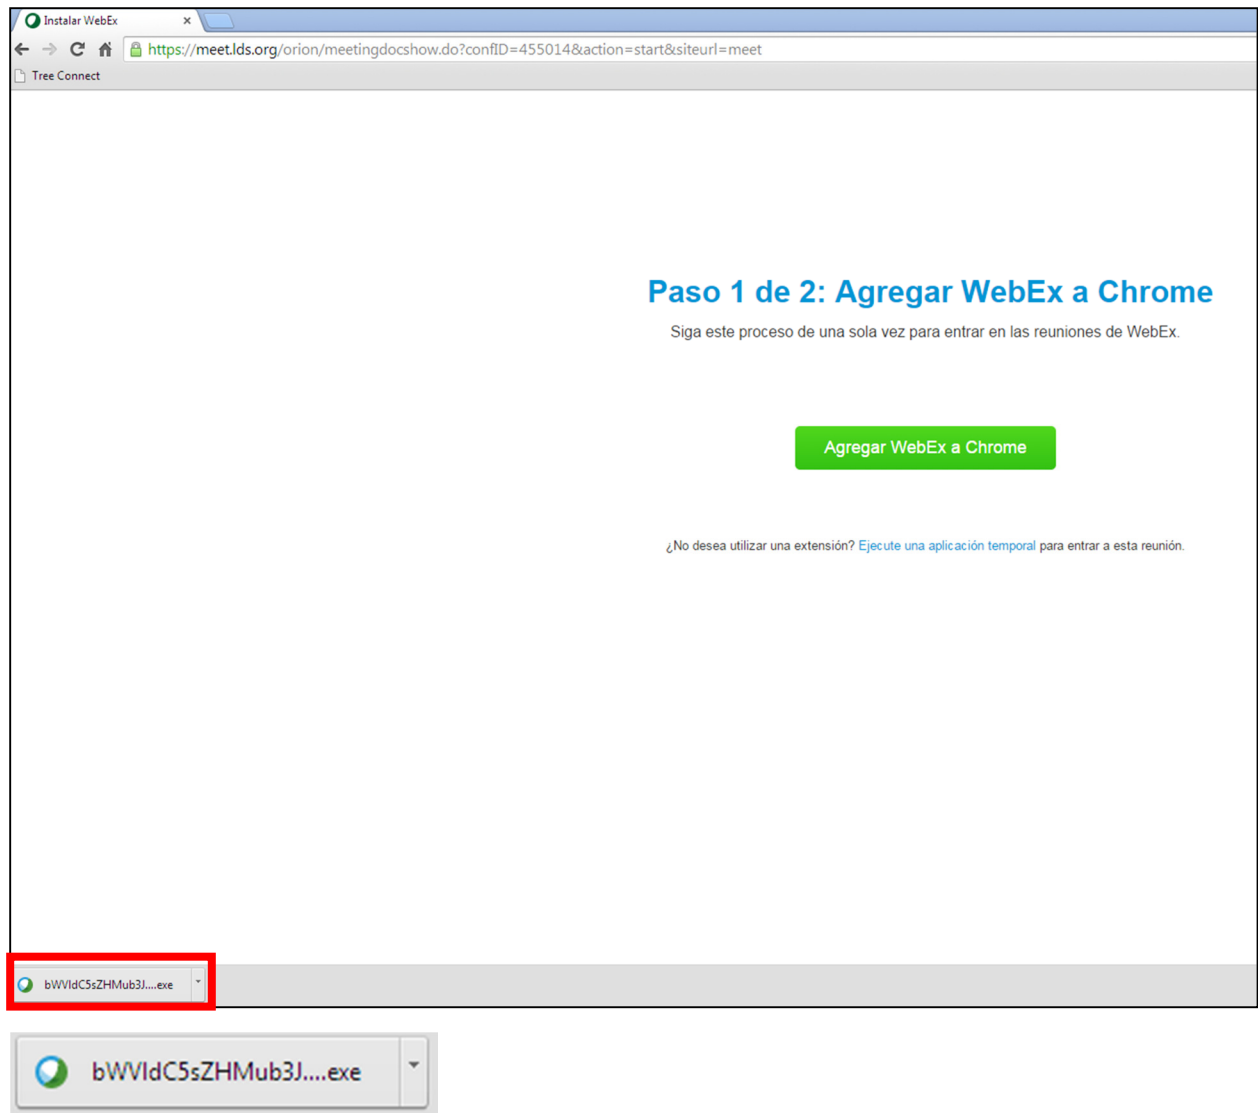 Instalar WebEx
https://meet.lds.org/orion/meetingdocshow.do?confID=455014&action=start&siteurl=meet
Tree Connect
Paso 1 de 2: Agregar WebEx a Chrome
Siga este proceso de una sola vez para entrar en las reuniones de WebEx.
Agregar WebEx a Chrome
¿No desea utilizar una extensión? Ejecute una aplicación temporal para entrar a esta reunión.
bWVldC5sZHMub3J....exe
bWVldC5sZHMub3J....exe